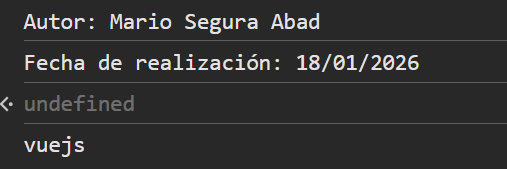 Autor: Mario Segura Abad
Fecha de realización: 18/01/2026
undefined
vuejs